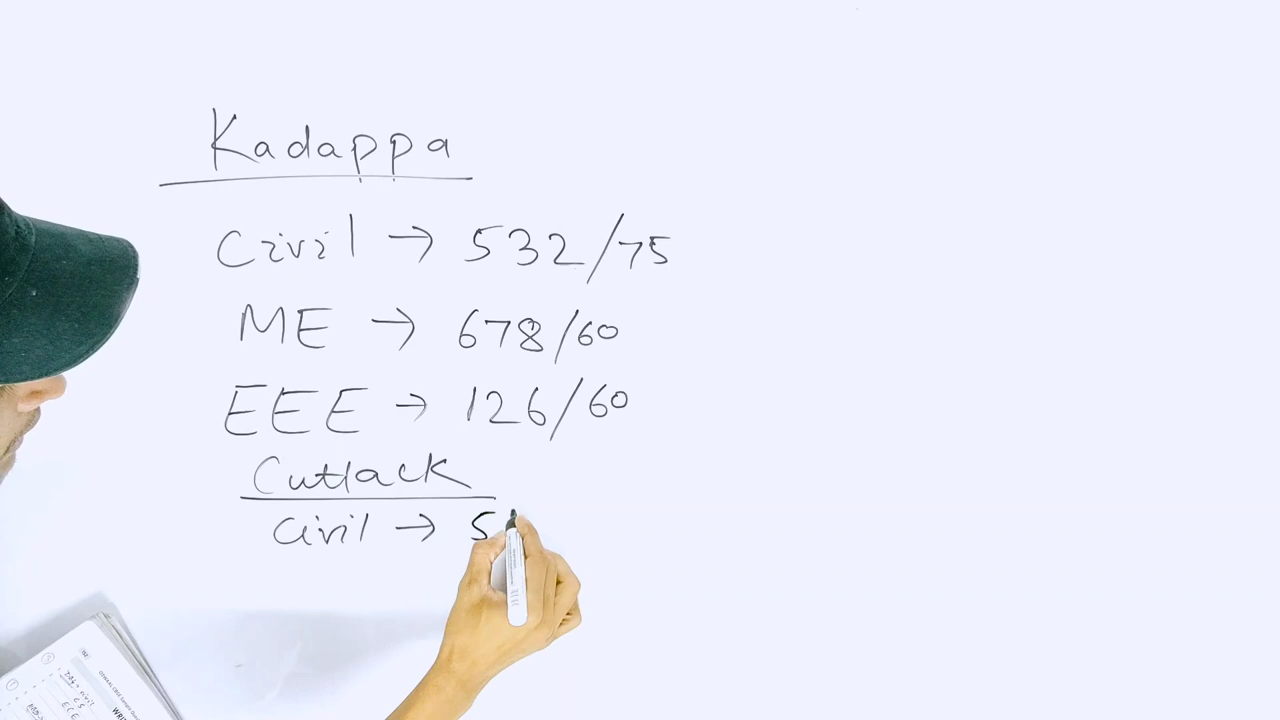 Kadappa
Civil → 532/75
ME → 678/60
EEE → 126/60
Cuttack
Civil → 5